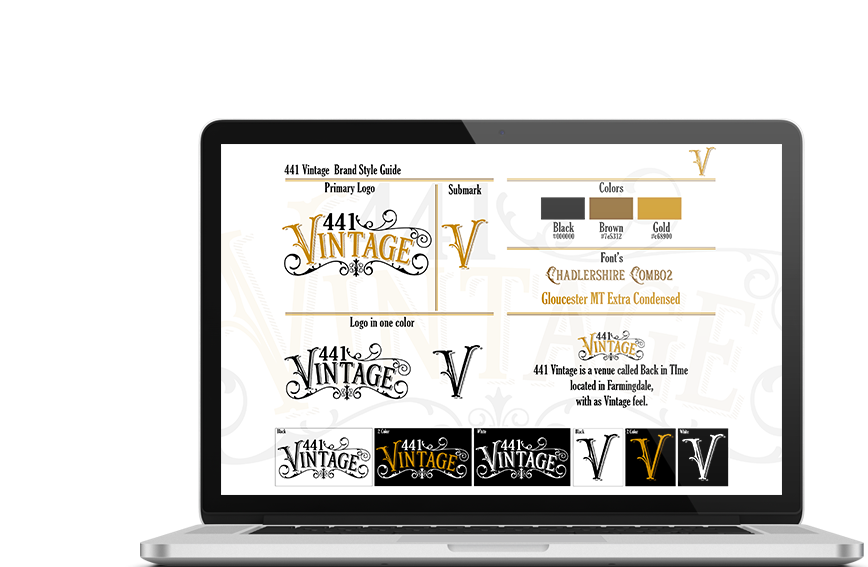 441 Vintage Brand Style Guide
Primary Logo
Submark
441
VINTAGE
V
Logo in one color
441
VINTAGE
V
V
Colors
Black
#000000
Brown
#7a5312
Gold
#c68900
Font's
CHADLERSHIRE COMBO2
Gloucester MT Extra Condensed
441
VINTAGE
441 Vintage is a venue called Back in TIme
located in Farmingdale,
with as Vintage feel.
Black
441
VINTAGE
2 Color
441
VINTAGE
White
441
VINTAGE
Black
V
2 Color
V
White
V
441
VINTAGE